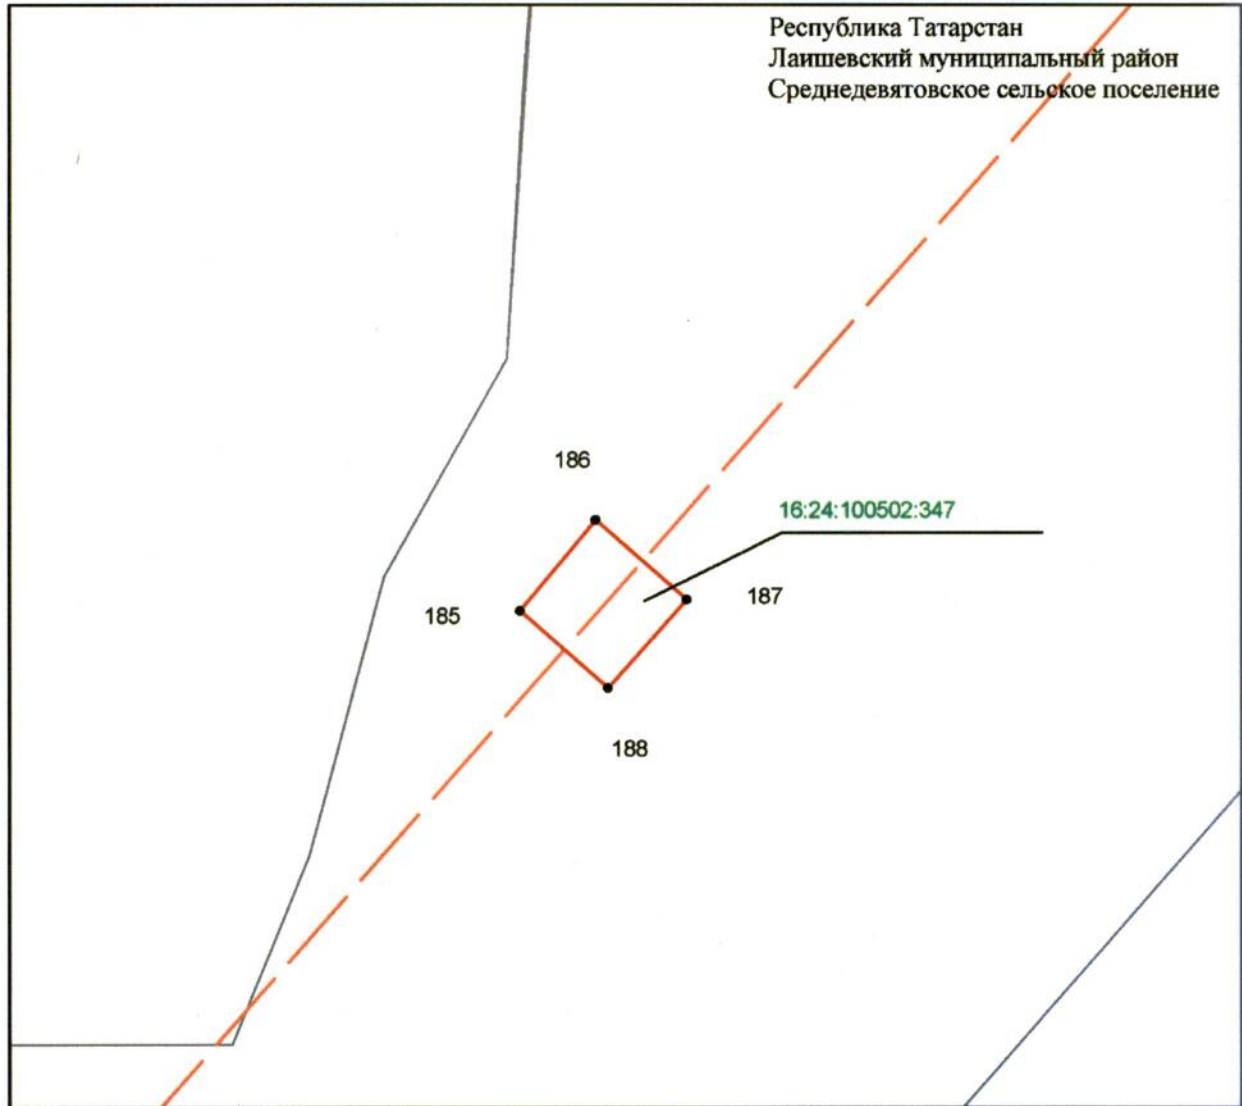 Республика Татарстан
Лаишевский муниципальный район
Среднедевятовское сельское поселение
186
16:24:100502:347
185
187
188